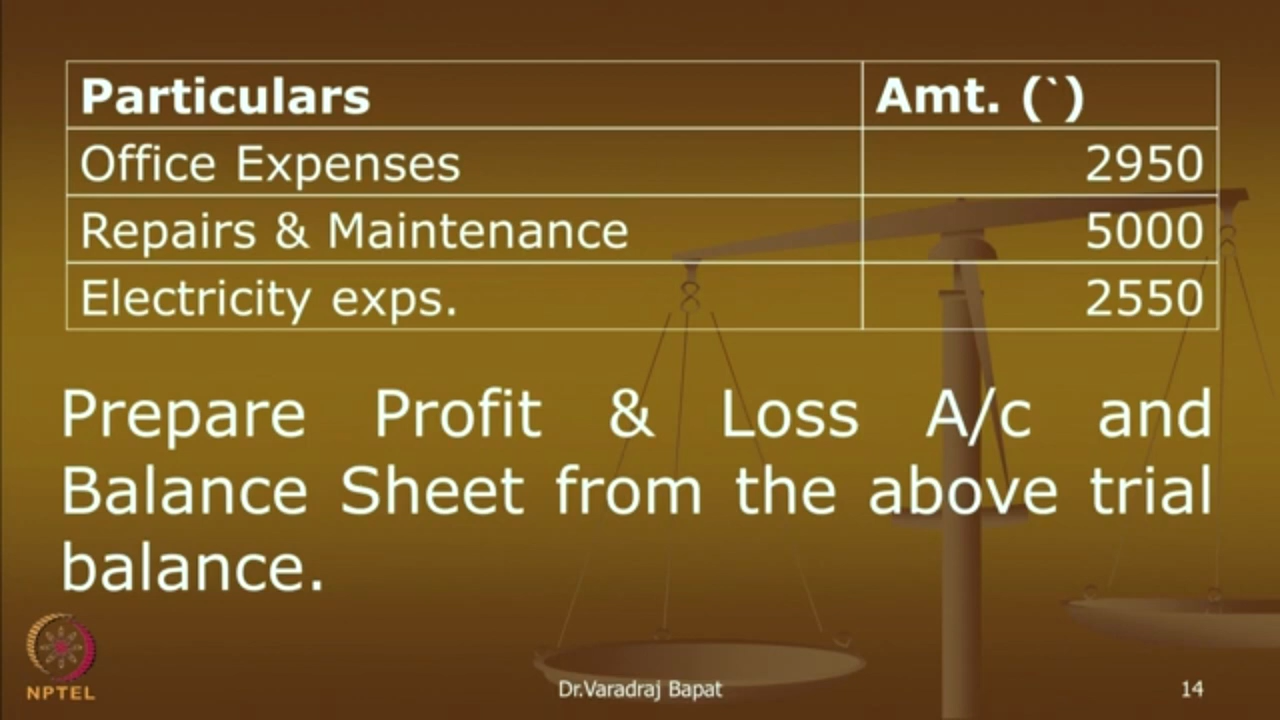 Particulars Amt. (`)
Office Expenses 2950
Repairs & Maintenance 5000
Electricity exps. 2550
Prepare Profit & Loss A/c and
Balance Sheet from the above trial
balance.
NPTEL
Dr.Varadraj Bapat
14